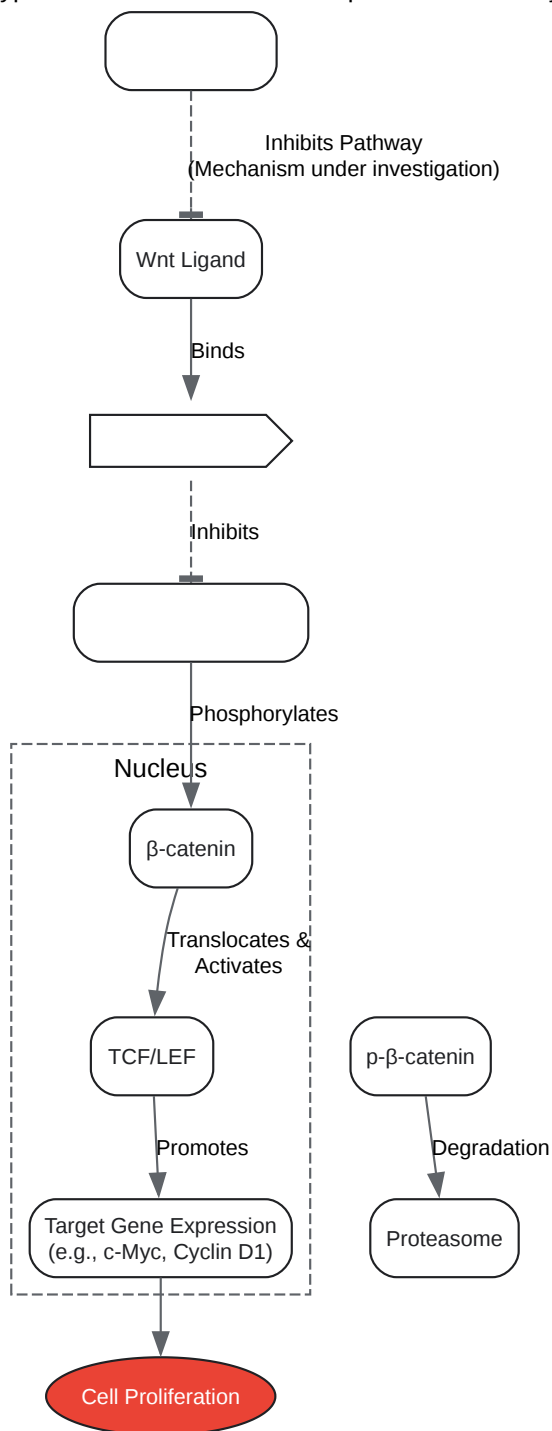 Inhibits Pathway
(Mechanism under investigation)
Wnt Ligand
Binds
Inhibits
Phosphorylates
Nucleus
β-catenin
Translocates &
Activates
TCF/LEF
p-β-catenin
Promotes
Degradation
Target Gene Expression
(e.g., c-Myc, Cyclin D1)
Proteasome
Cell Proliferation